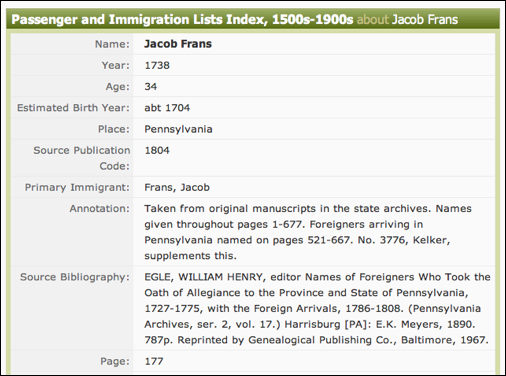 Passenger and Immigration Lists Index, 1500s-1900s about Jacob Frans
Name: Jacob Frans
Year: 1738
Age: 34
Estimated Birth Year: abt 1704
Place: Pennsylvania
Source Publication Code: 1804
Primary Immigrant: Frans, Jacob
Annotation: Taken from original manuscripts in the state archives. Names
given throughout pages 1-677. Foreigners arriving in
Pennsylvania named on pages 521-667. No. 3776, Kelker,
supplements this.
Source Bibliography: EGLE, WILLIAM HENRY, editor Names of Foreigners Who Took the
Oath of Allegiance to the Province and State of Pennsylvania,
1727-1775, with the Foreign Arrivals, 1786-1808. (Pennsylvania
Archives, ser. 2, vol. 17.) Harrisburg [PA]: E.K. Meyers, 1890.
787p. Reprinted by Genealogical Publishing Co., Baltimore, 1967.
Page: 177